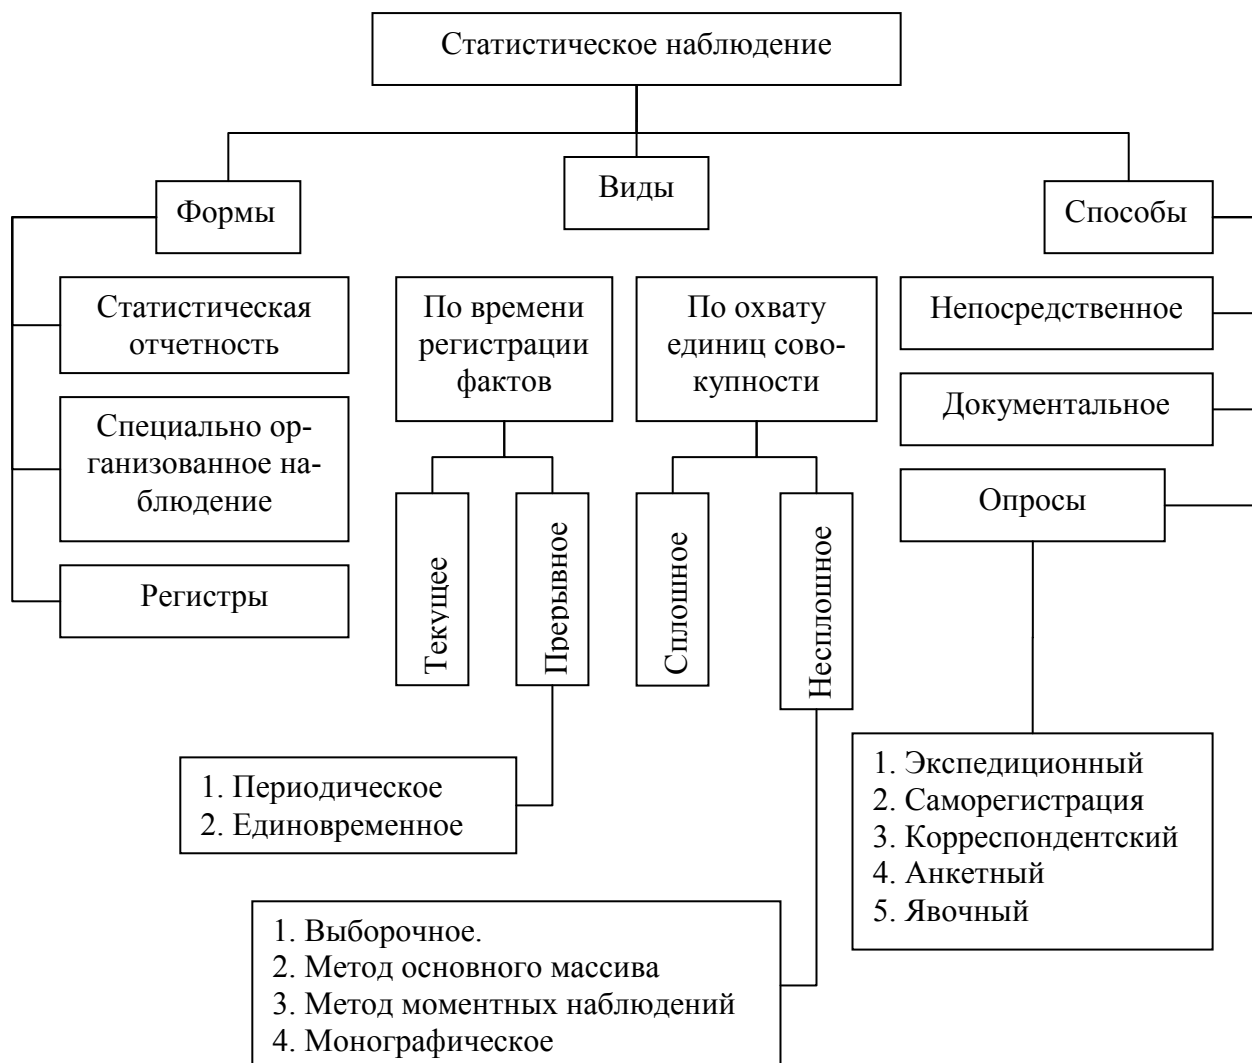 Статистическое наблюдение
Формы
Виды
Способы
Статистическая
отчетность
Специально ор-
ганизованное на-
блюдение
Регистры
По времени
регистрации
фактов
По охвату
единиц сово-
купности
Непосредственное
Документальное
Опросы
Текущее
Прерывное
Сплошное
Несплошное
1. Периодическое
2. Единовременное
1. Экспедиционный
2. Саморегистрация
3. Корреспондентский
4. Анкетный
5. Явочный
1. Выборочное.
2. Метод основного массива
3. Метод моментных наблюдений
4. Монографическое